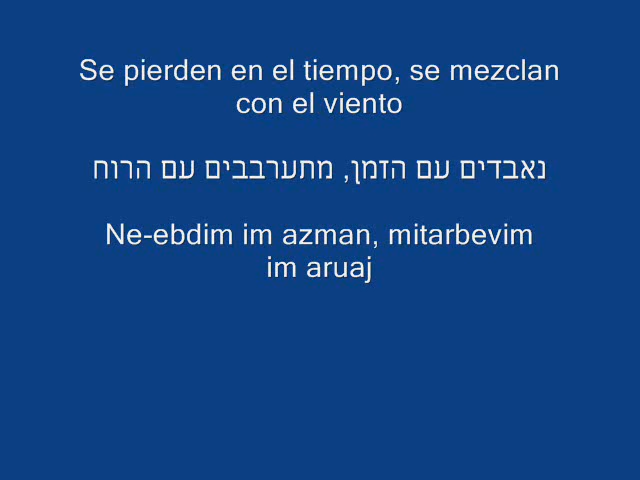 Se pierden en el tiempo, se mezclan
con el viento
נאבדים עם הזמן, מתערבבים עם הרוח
Ne-ebdim im azman, mitarbevim
im aruaj